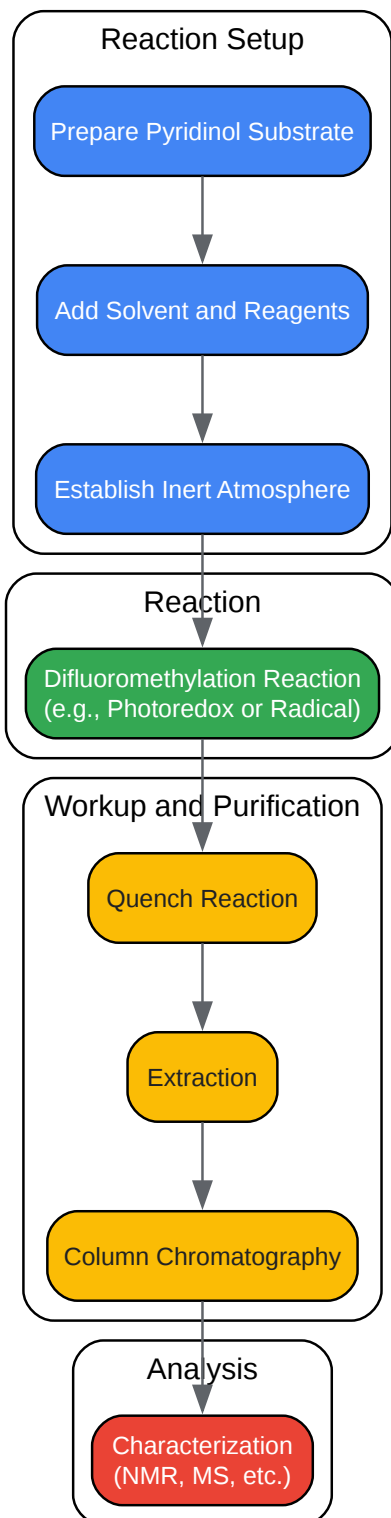 Reaction Setup
Prepare Pyridinol Substrate
Add Solvent and Reagents
Establish Inert Atmosphere
Reaction
Difluoromethylation Reaction
(e.g., Photoredox or Radical)
Workup and Purification
Quench Reaction
Extraction
Column Chromatography
Analysis
Characterization
(NMR, MS, etc.)